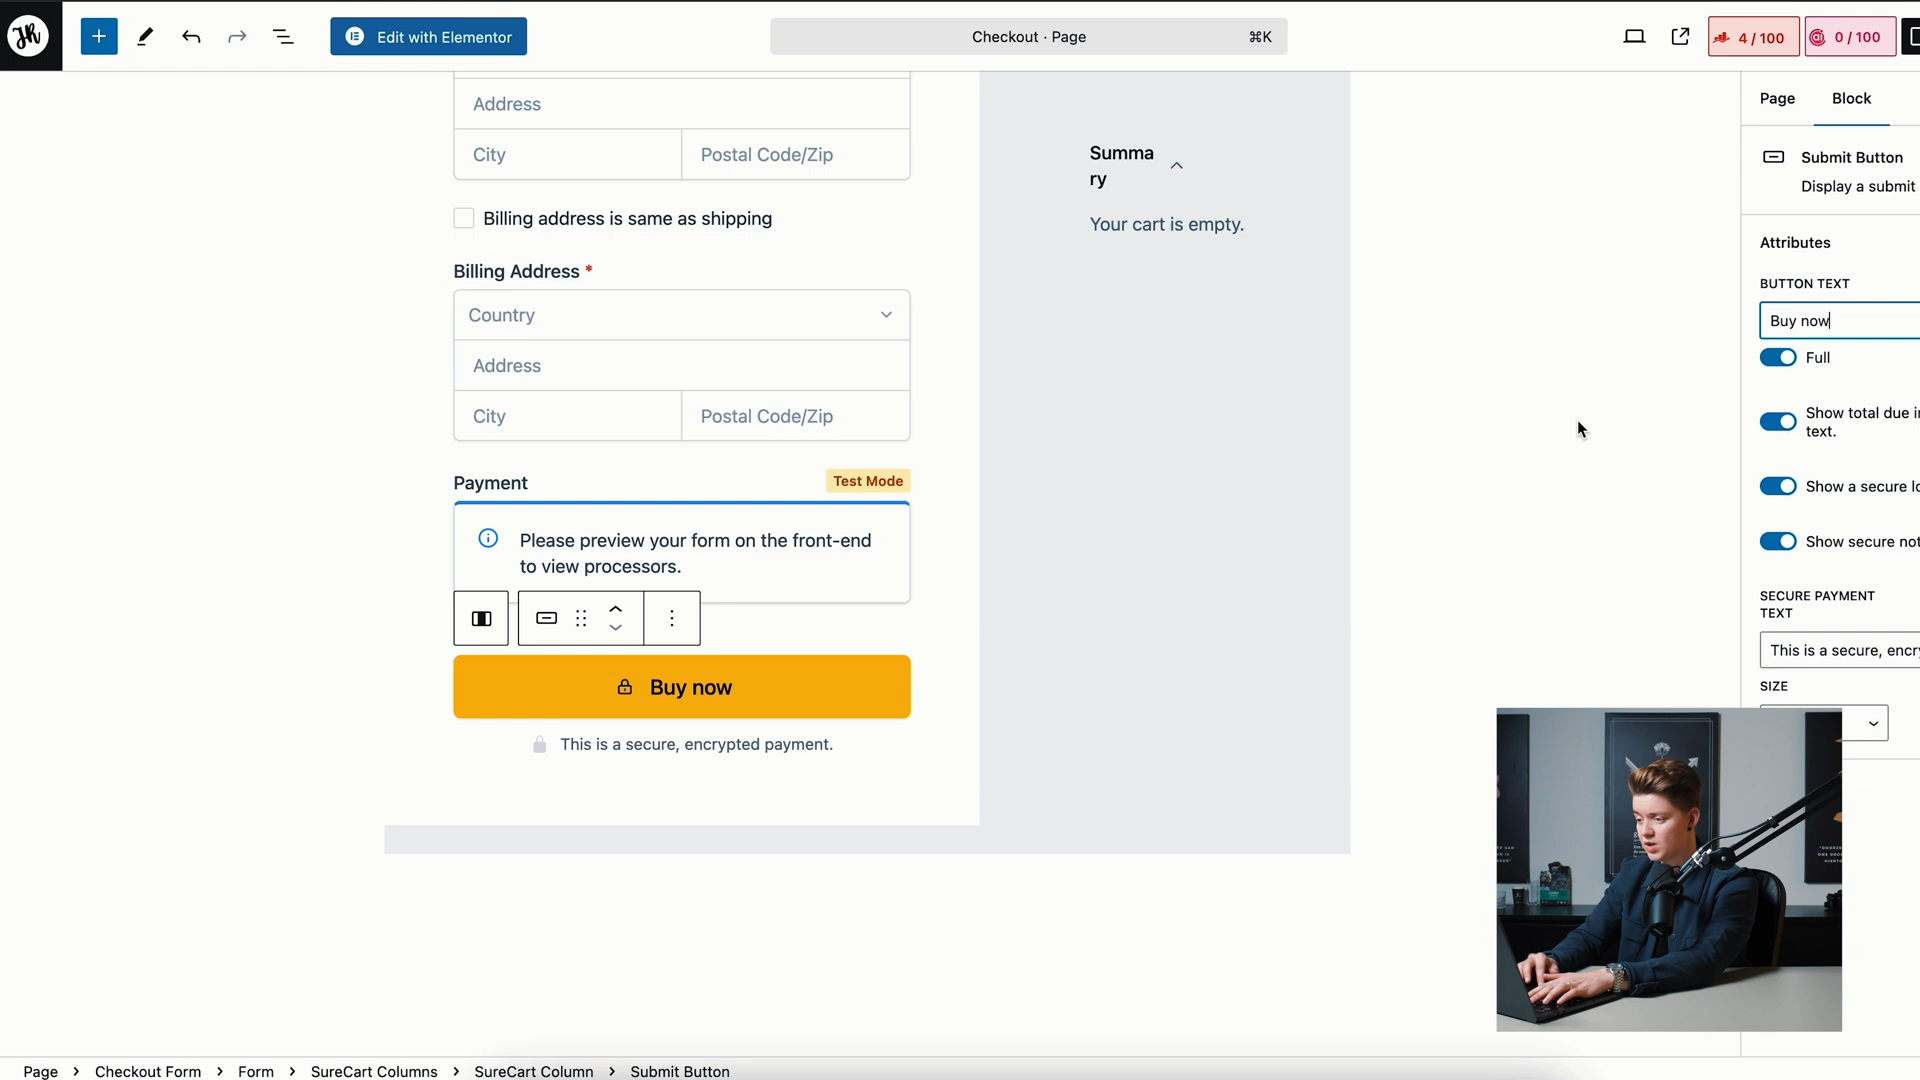 Edit with Elementor
Checkout · Page
⌘K
4 / 100
0 / 100
Page
Block
Address
City
Postal Code/Zip
Billing address is same as shipping
Billing Address *
Country
Address
City
Postal Code/Zip
Payment
Test Mode
Please preview your form on the front-end
to view processors.
Buy now
This is a secure, encrypted payment.
Summa
ry
Your cart is empty.
Submit Button
Display a submit
Attributes
BUTTON TEXT
Buy now
Full
Show total due i
text.
Show a secure lo
Show secure not
SECURE PAYMENT
TEXT
This is a secure, encry
SIZE
Page > Checkout Form > Form > SureCart Columns > SureCart Column > Submit Button